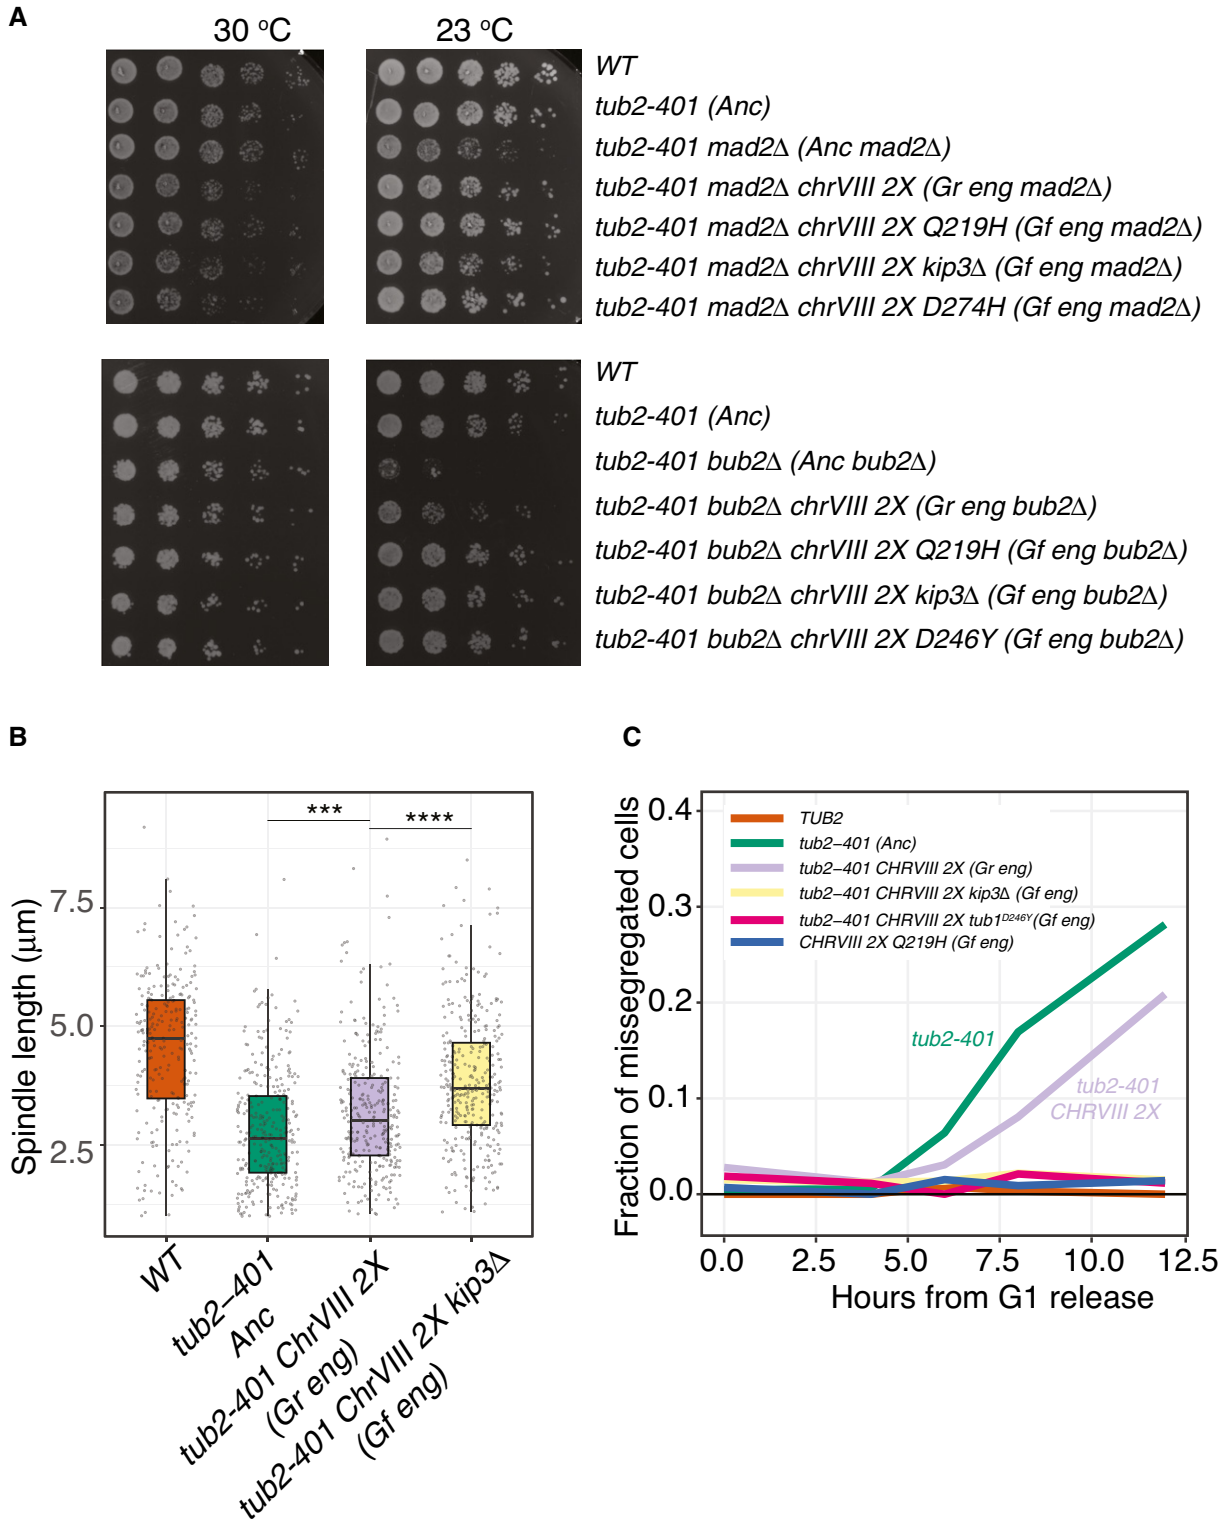 A
30 °C
23 °C
WT
tub2-401 (Anc)
tub2-401 mad2Δ (Anc mad2Δ)
tub2-401 mad2Δ chrVIII 2X (Gr eng mad2Δ)
tub2-401 mad2Δ chrVIII 2X Q219H (Gf eng mad2Δ)
tub2-401 mad2Δ chrVIII 2X kip3Δ (Gf eng mad2Δ)
tub2-401 mad2Δ chrVIII 2X D274H (Gf eng mad2Δ)
WT
tub2-401 (Anc)
tub2-401 bub2Δ (Anc bub2Δ)
tub2-401 bub2Δ chrVIII 2X (Gr eng bub2Δ)
tub2-401 bub2Δ chrVIII 2X Q219H (Gf eng bub2Δ)
tub2-401 bub2Δ chrVIII 2X kip3Δ (Gf eng bub2Δ)
tub2-401 bub2Δ chrVIII 2X D246Y (Gf eng bub2Δ)
B
***
****
7.5
5.0
2.5
Spindle length (μm)
WT
tub2–401
Anc
tub2-401 ChrVIII 2X
(Gr eng)
tub2-401 ChrVIII 2X kip3Δ
(Gf eng)
C
Fraction of missegregated cells
0.4
0.3
0.2
0.1
0.0
TUB2
tub2–401 (Anc)
tub2–401 CHRVIII 2X (Gr eng)
tub2–401 CHRVIII 2X kip3Δ (Gf eng)
tub2–401 CHRVIII 2X tub1ᴰ²⁴⁶ʸ(Gf eng)
CHRVIII 2X Q219H (Gf eng)
tub2-401
tub2-401
CHRVIII 2X
0.0 2.5 5.0 7.5 10.0 12.5
Hours from G1 release